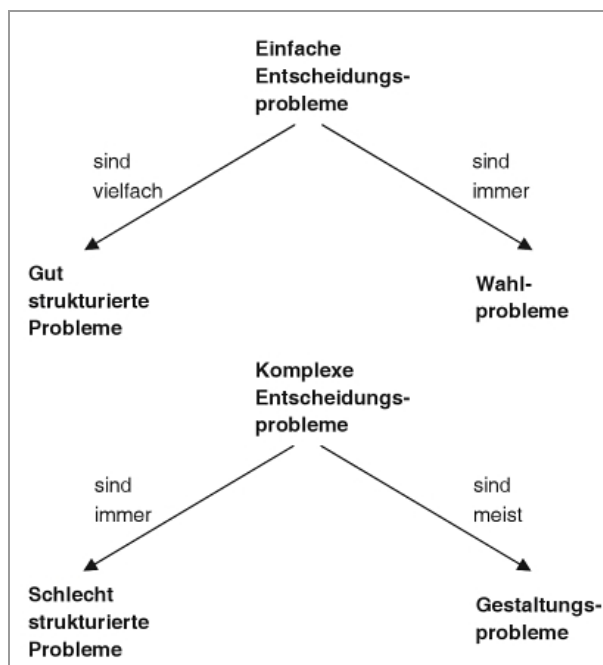 Einfache
Entscheidungs-
probleme
sind
vielfach
sind
immer
Gut
strukturierte
Probleme
Wahl-
probleme
Komplexe
Entscheidungs-
probleme
sind
immer
sind
meist
Schlecht
strukturierte
Probleme
Gestaltungs-
probleme